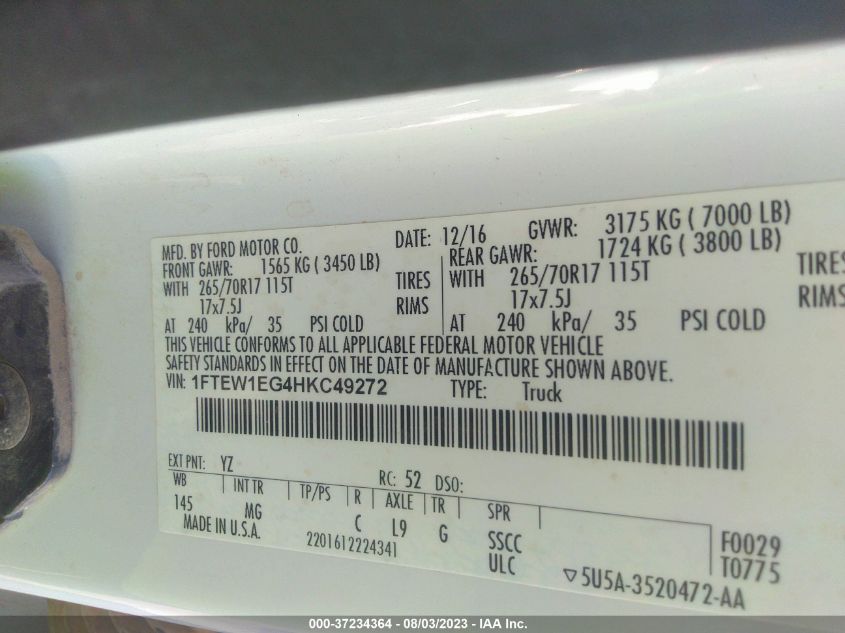 MFD. BY FORD MOTOR CO. DATE: 12/16 GVWR: 3175 KG ( 7000 LB)
FRONT GAWR: 1565 KG ( 3450 LB) REAR GAWR: 1724 KG ( 3800 LB)
WITH 265/70R17 115T TIRES WITH 265/70R17 115T TIRES
17x7.5J RIMS 17x7.5J RIMS
AT 240 kPa/ 35 PSI COLD AT 240 kPa/ 35 PSI COLD
THIS VEHICLE CONFORMS TO ALL APPLICABLE FEDERAL MOTOR VEHICLE
SAFETY STANDARDS IN EFFECT ON THE DATE OF MANUFACTURE SHOWN ABOVE.
VIN: 1FTEW1EG4HKC49272 TYPE: Truck
EXT PNT: YZ RC: 52 DSO:
WB INT TR TP/PS R AXLE TR SPR
145 MG C L9 G SSCC F0029
MADE IN U.S.A. 220161224341 ULC T0775
▽5U5A-3520472-AA
000-37234364 - 08/03/2023 - IAA Inc.